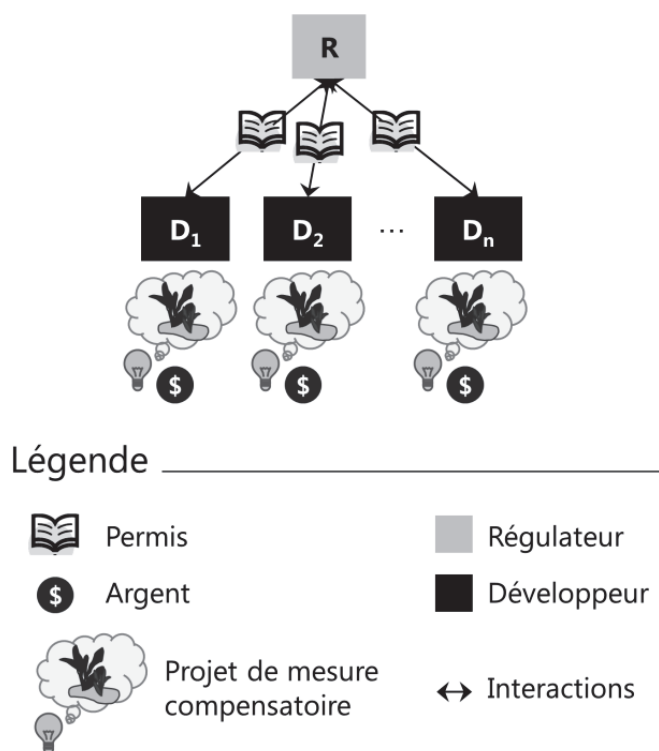 R
D₁ D₂ ... Dₙ
$ $ $
Légende
Permis
Régulateur
$ Argent
Développeur
Projet de mesure
compensatoire
Interactions